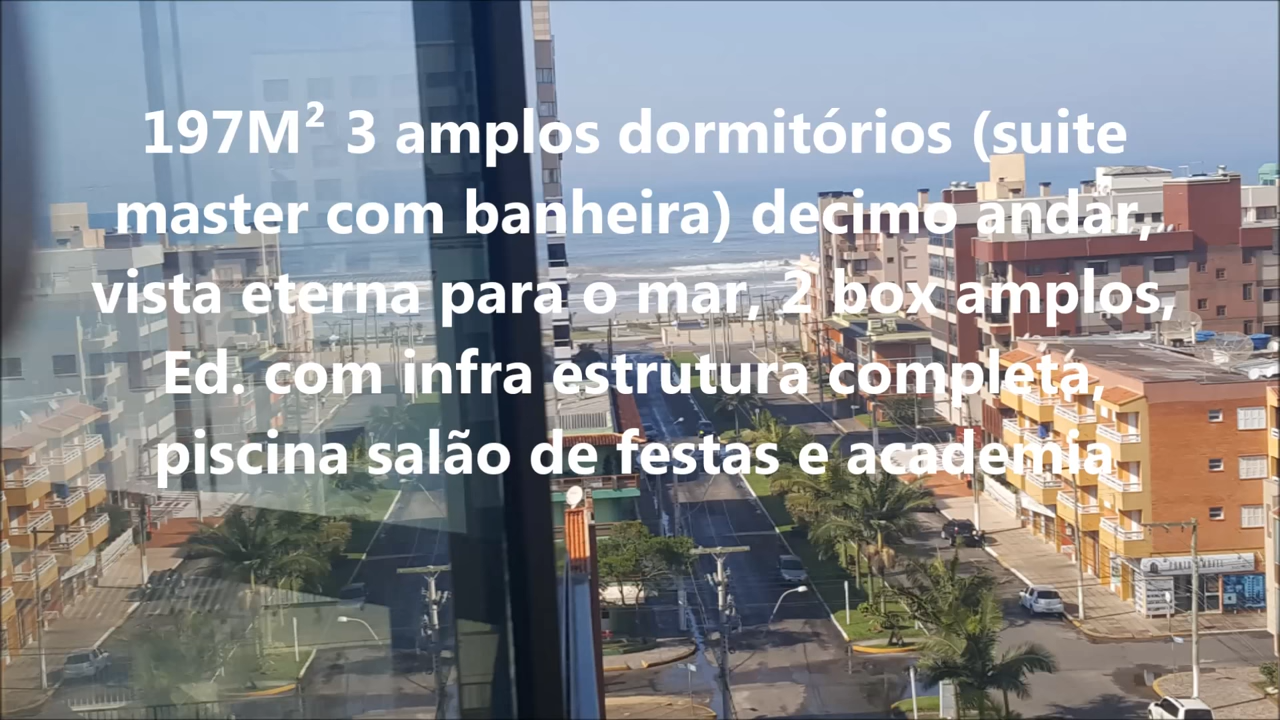 197M² 3 amplos dormitórios (suite
master com banheira) decimo andar,
vista eterna para o mar, 2 box amplos,
Ed. com infra estrutura completa,
piscina salão de festas e academia